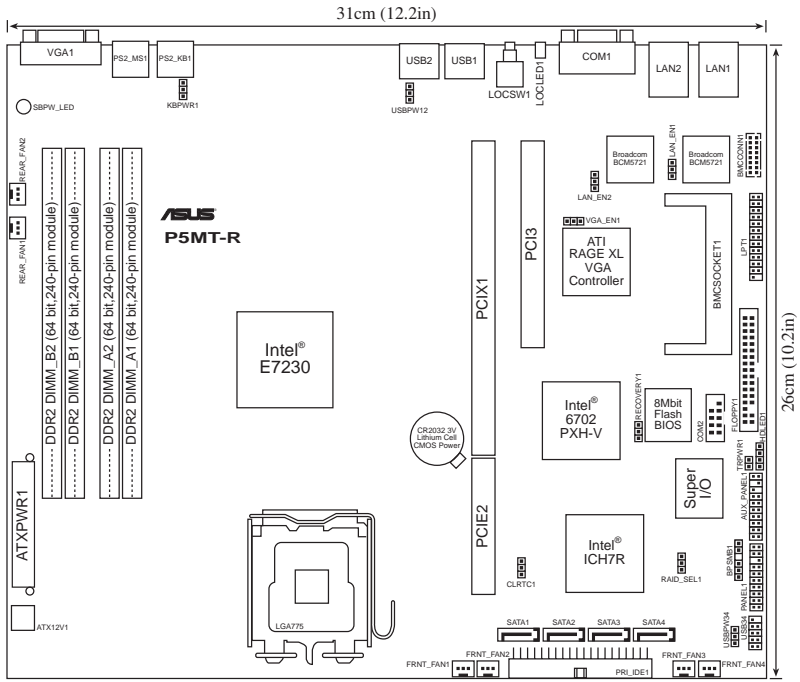 31cm (12.2in)
VGA1
PS2_MS1
PS2_KB1
KBPWR1
USB2
USB1
USBPW12
LOCSW1
LOCLED1
COM1
LAN2
LAN1
SBPW_LED
REAR_FAN2
REAR_FAN1
DDR2 DIMM_B2 (64 bit,240-pin module)
DDR2 DIMM_B1 (64 bit,240-pin module)
DDR2 DIMM_A2 (64 bit,240-pin module)
DDR2 DIMM_A1 (64 bit,240-pin module)
ASUS
P5MT-R
Broadcom
BCM5721
LAN_EN1
Broadcom
BCM5721
BMCCONN1
LAN_EN2
VGA_EN1
PCIX1
PCI3
ATI
RAGE XL
VGA
Controller
BMCSOCKET1
LPT1
26cm (10.2in)
Intel®
E7230
Intel®
6702
PXH-V
RECOVERY1
8Mbit
Flash
BIOS
COM2
FLOPPY1
HDLED1
CR2032 3V
Lithium Cell
CMOS Power
TRPWR1
Super
I/O
AUX_PANEL1
ATXPWR1
PCIE2
Intel®
ICH7R
CLRTC1
RAID_SEL1
BPSMB1
PANEL1
ATX12V1
LGA775
SATA1
SATA2
SATA3
SATA4
USBPW34
USB34
FRNT_FAN1
FRNT_FAN2
PRI_IDE1
FRNT_FAN3
FRNT_FAN4